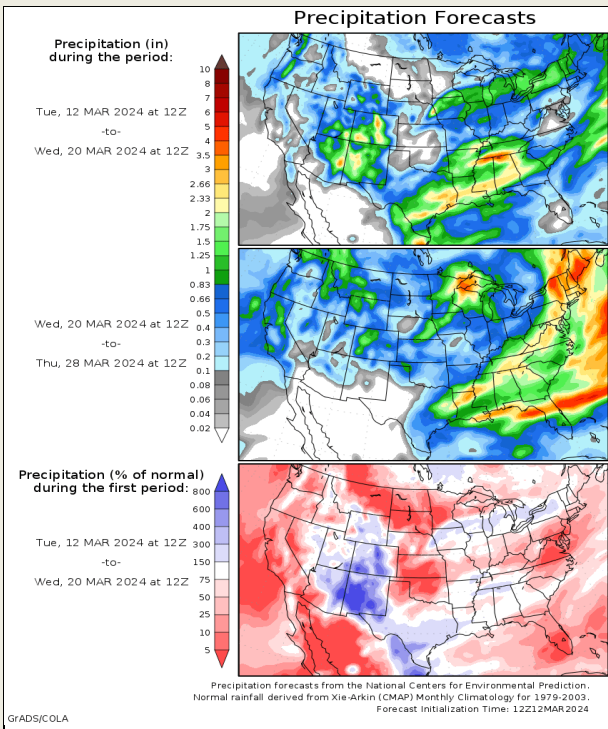 Precipitation Forecasts
Precipitation (in)
during the period:
Tue, 12 MAR 2024 at 12Z
-to-
Wed, 20 MAR 2024 at 12Z
10
8
7
6
5
4
3.5
3
2.66
2.33
2
1.75
1.5
1.25
1
0.83
0.66
0.5
0.4
0.3
0.2
0.1
0.08
0.06
0.04
0.02
Wed, 20 MAR 2024 at 12Z
-to-
Thu, 28 MAR 2024 at 12Z
Precipitation (% of normal)
during the first period:
Tue, 12 MAR 2024 at 12Z
-to-
Wed, 20 MAR 2024 at 12Z
800
600
400
300
150
75
50
25
10
5
Precipitation forecasts from the National Centers for Environmental Prediction.
Normal rainfall derived from Xie-Arkin (CMAP) Monthly Climatology for 1979-2003.
Forecast Initialization Time: 12Z12MAR2024
GrADS/COLA